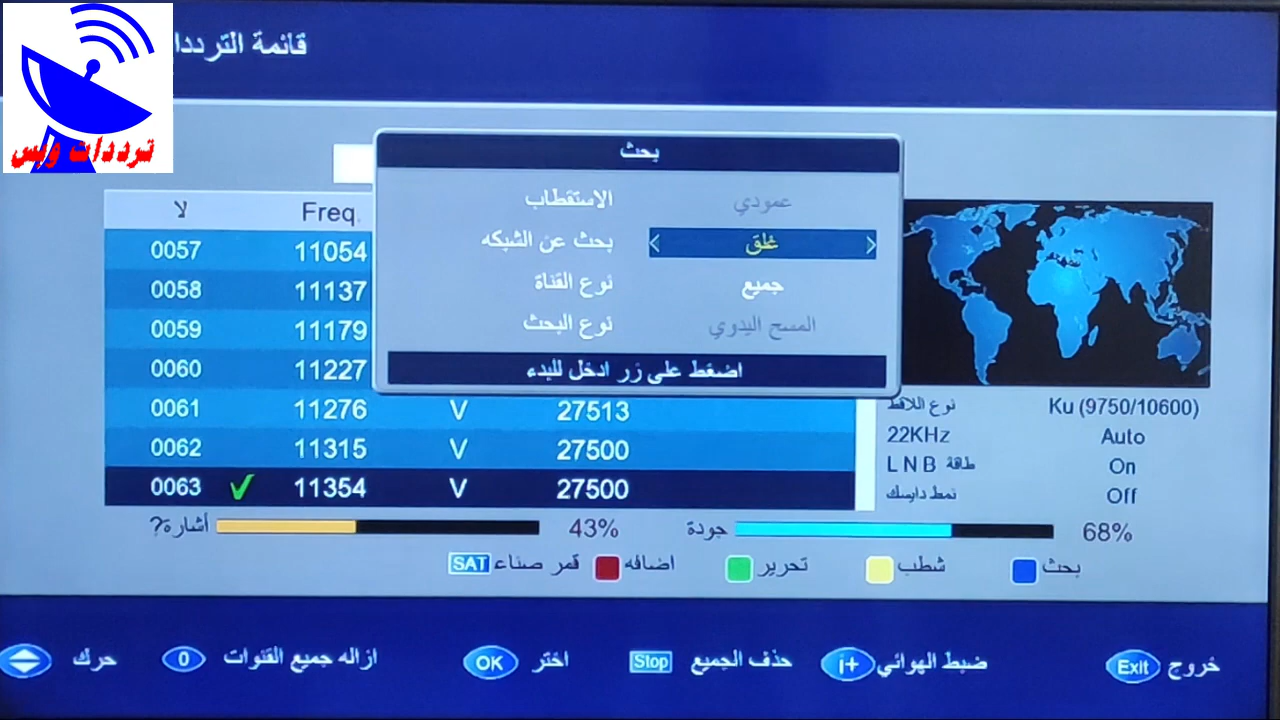 قائمة الترددا
ترددات ويس
بحث
الاستقطاب عمودي
بحث عن الشبكه غلق
نوع القناة جميع
نوع البحث المسح اليدوي
اضغط على زر ادخل للبدء
لا Freq.
0057 11054
0058 11137
0059 11179
0060 11227
0061 11276 V 27513
0062 11315 V 27500
0063 11354 V 27500
نوع اللاقط Ku (9750/10600)
22KHz Auto
طاقة LNB On
نمط دايسك Off
أشارة? 43% جودة 68%
SAT قمر صناء اضافه تحرير شطب بحث
حرك 0 ازاله جميع القنوات OK اختر Stop حذف الجميع i+ ضبط الهوائي Exit خروج